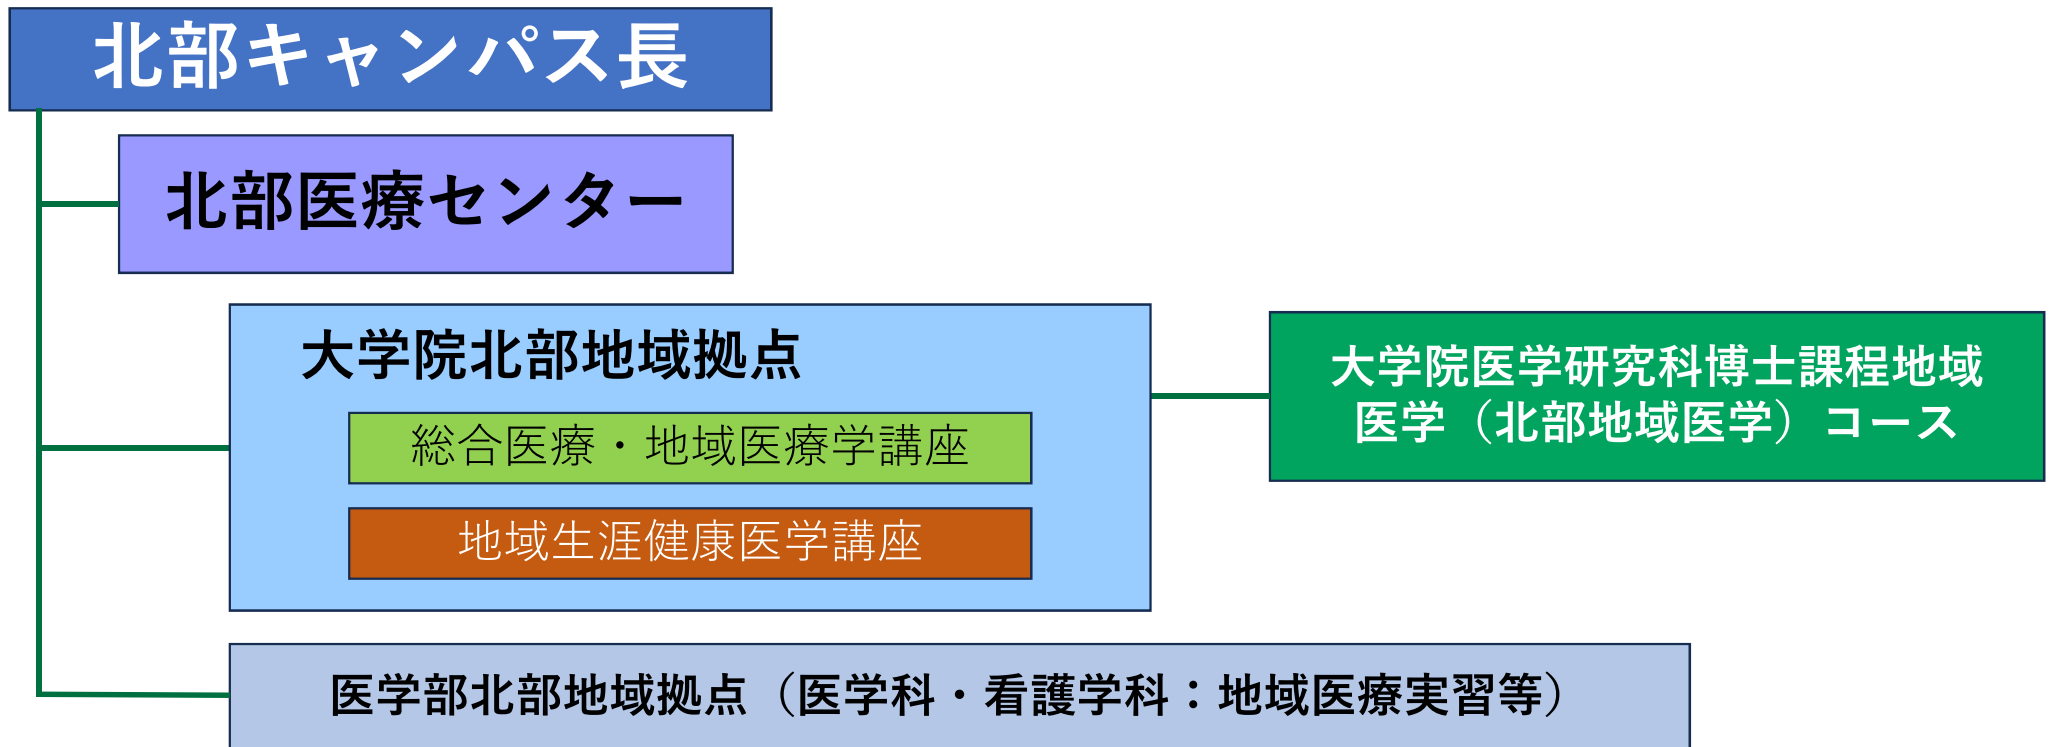 北部キャンパス長
北部医療センター
大学院北部地域拠点
総合医療・地域医療学講座
地域生涯健康医学講座
大学院医学研究科博士課程地域
医学（北部地域医学）コース
医学部北部地域拠点（医学科・看護学科：地域医療実習等）